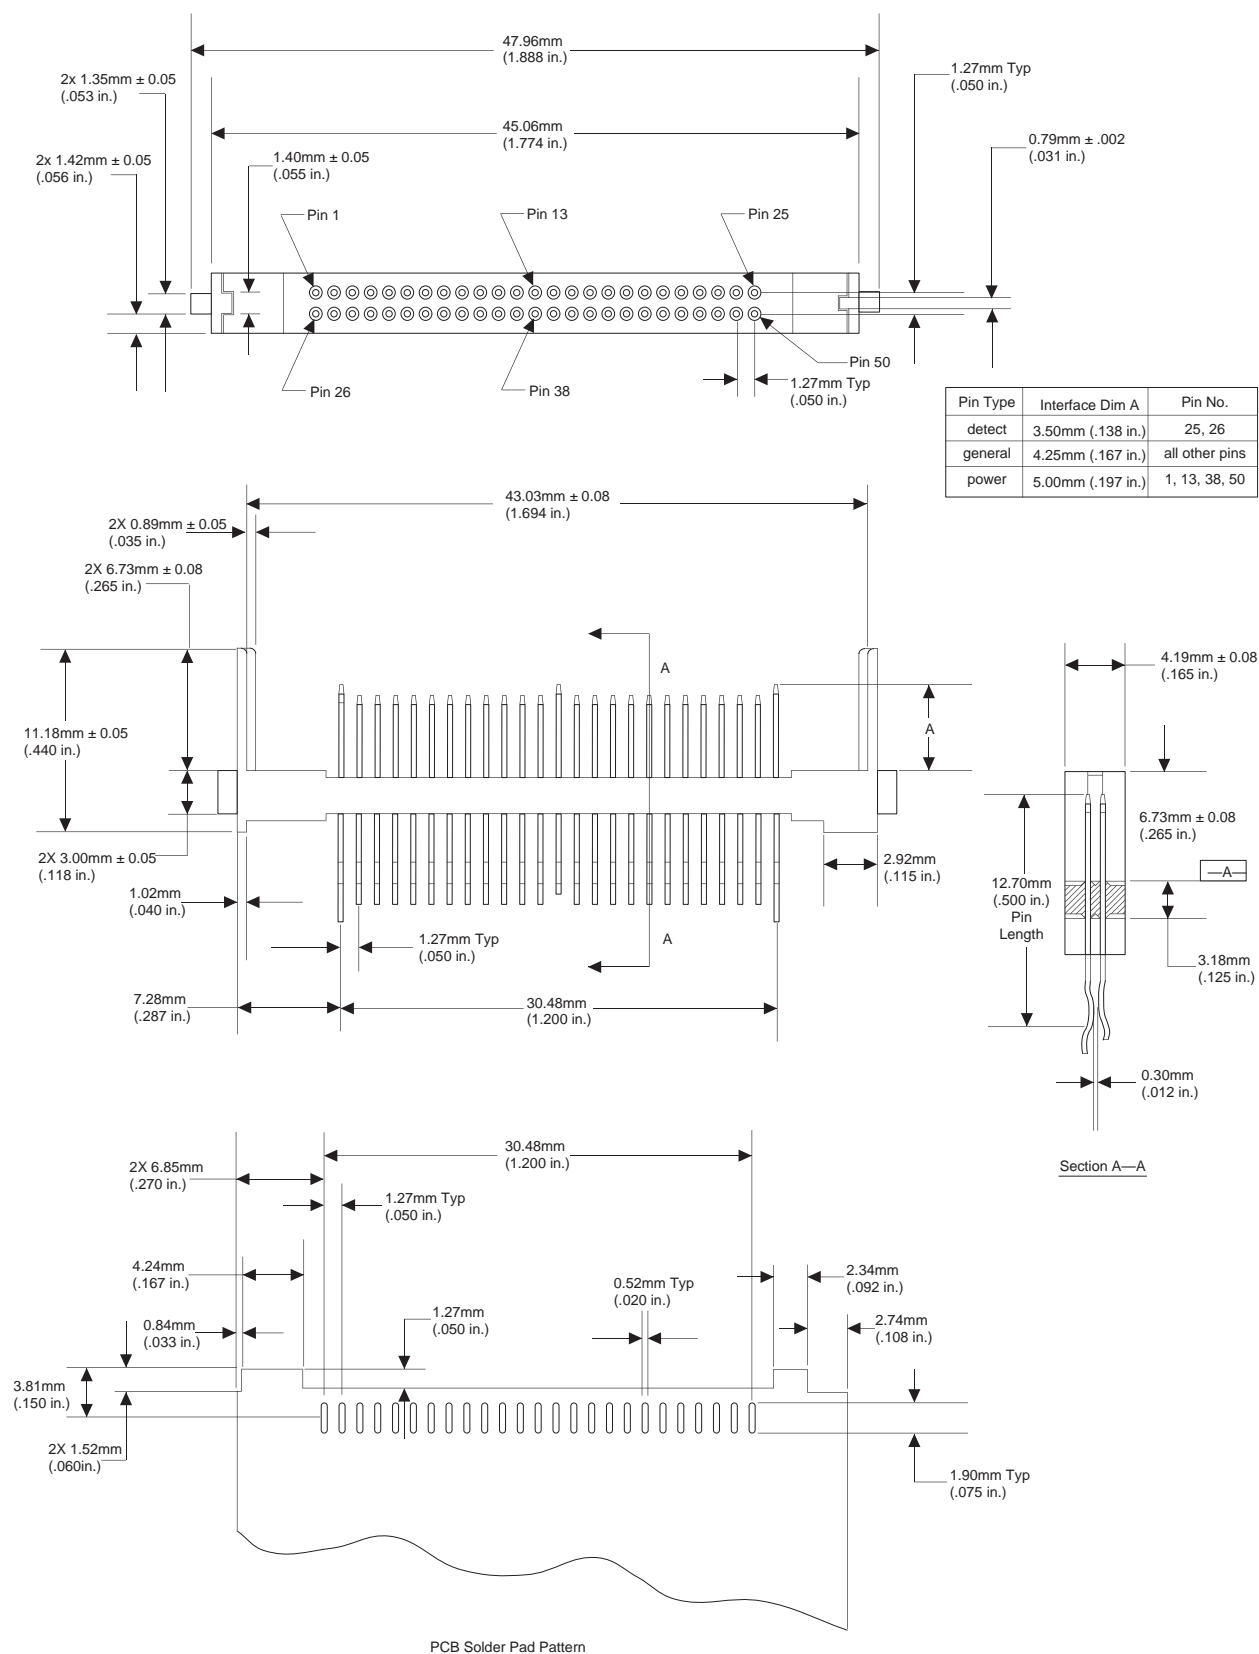 47.96mm
(1.888 in.)
2x 1.35mm ± 0.05
(.053 in.)
1.27mm Typ
(.050 in.)
45.06mm
(1.774 in.)
0.79mm ± .002
(.031 in.)
2x 1.42mm ± 0.05
(.056 in.)
1.40mm ± 0.05
(.055 in.)
Pin 1
Pin 13
Pin 25
Pin 26
Pin 38
Pin 50
1.27mm Typ
(.050 in.)
Pin Type Interface Dim A Pin No.
detect 3.50mm (.138 in.) 25, 26
general 4.25mm (.167 in.) all other pins
power 5.00mm (.197 in.) 1, 13, 38, 50
43.03mm ± 0.08
(1.694 in.)
2X 0.89mm ± 0.05
(.035 in.)
2X 6.73mm ± 0.08
(.265 in.)
A
4.19mm ± 0.08
(.165 in.)
11.18mm ± 0.05
(.440 in.)
A
6.73mm ± 0.08
(.265 in.)
2X 3.00mm ± 0.05
(.118 in.)
2.92mm
(.115 in.)
—A—
12.70mm
(.500 in.)
Pin
Length
1.02mm
(.040 in.)
1.27mm Typ
(.050 in.)
A
3.18mm
(.125 in.)
7.28mm
(.287 in.)
30.48mm
(1.200 in.)
0.30mm
(.012 in.)
Section A—A
30.48mm
(1.200 in.)
2X 6.85mm
(.270 in.)
1.27mm Typ
(.050 in.)
4.24mm
(.167 in.)
0.52mm Typ
(.020 in.)
2.34mm
(.092 in.)
0.84mm
(.033 in.)
1.27mm
(.050 in.)
2.74mm
(.108 in.)
3.81mm
(.150 in.)
2X 1.52mm
(.060in.)
1.90mm Typ
(.075 in.)
PCB Solder Pad Pattern